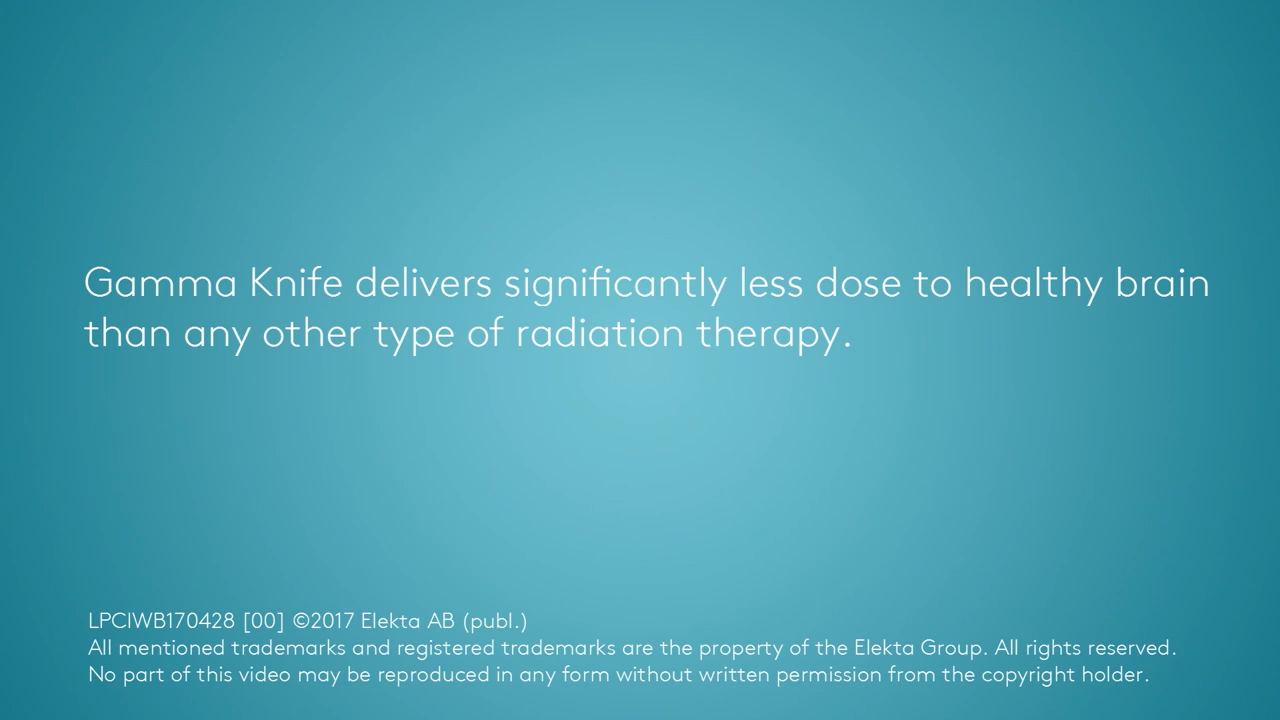 Gamma Knife delivers significantly less dose to healthy brain
than any other type of radiation therapy.
LPCIWB170428 [00] ©2017 Elekta AB (publ.)
All mentioned trademarks and registered trademarks are the property of the Elekta Group. All rights reserved.
No part of this video may be reproduced in any form without written permission from the copyright holder.